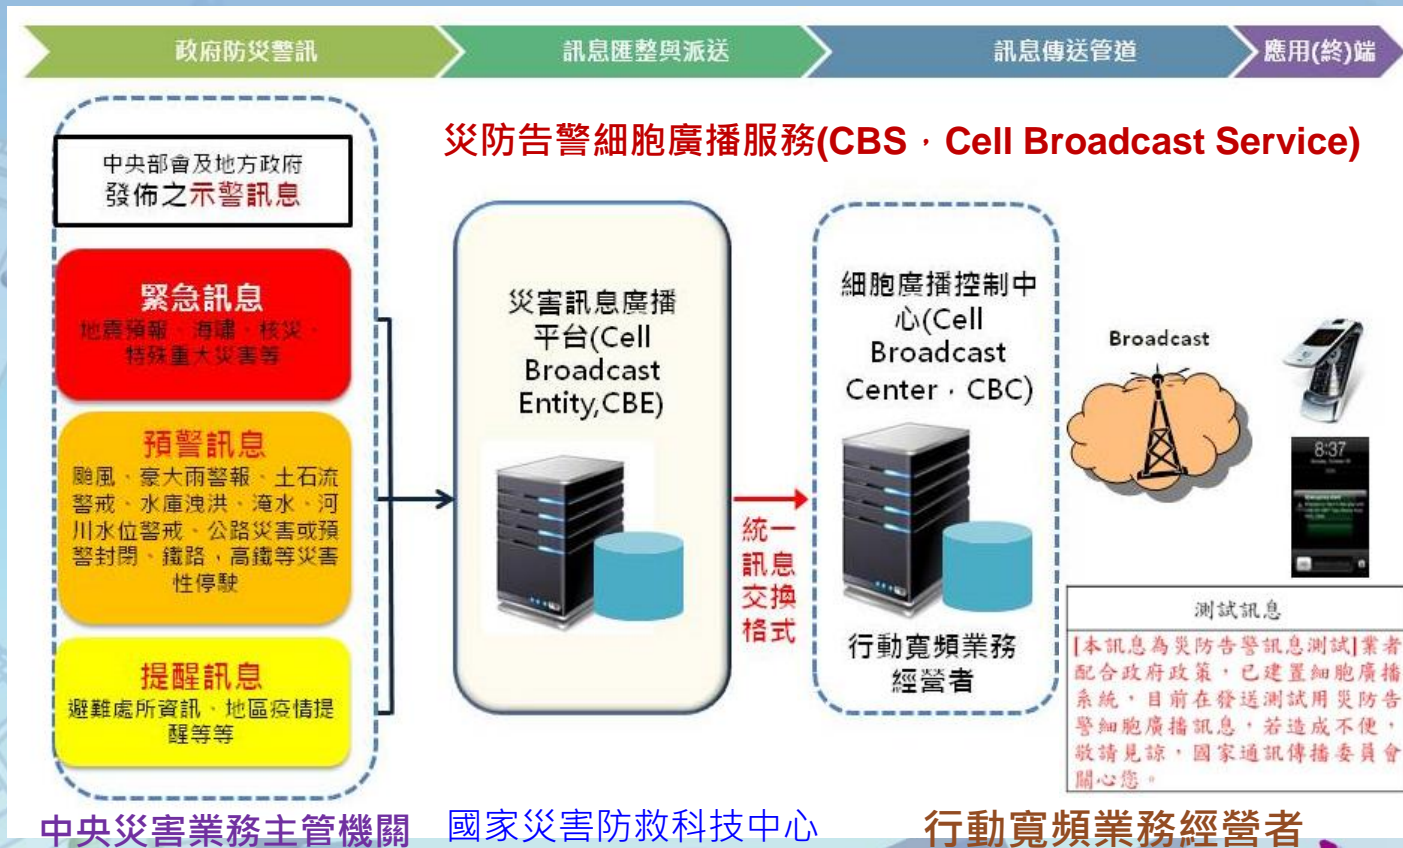 政府防災警訊
訊息匯整與派送
訊息傳送管道
應用(終)端
災防告警細胞廣播服務(CBS，Cell Broadcast Service)
中央部會及地方政府
發佈之示警訊息
緊急訊息
地震預報、海嘯、核災、
特殊重大災害等
預警訊息
颱風、豪大雨警報、土石流
警戒、水庫洩洪、淹水、河
川水位警戒、公路災害或預
警封閉、鐵路，高鐵等災害
性停駛
提醒訊息
避難處所資訊、地區疫情提
醒等等
災害訊息廣播
平台(Cell
Broadcast
Entity,CBE)
統一
訊息
交換
格式
細胞廣播控制中
心(Cell
Broadcast
Center，CBC)
行動寬頻業務
經營者
Broadcast
8:37
測試訊息
[本訊息為災防告警訊息測試]業者
配合政府政策，已建置細胞廣播
系統，目前在發送測試用災防告
警細胞廣播訊息，若造成不便，
敬請見諒，國家通訊傳播委員會
關心您。
中央災害業務主管機關
國家災害防救科技中心
行動寬頻業務經營者